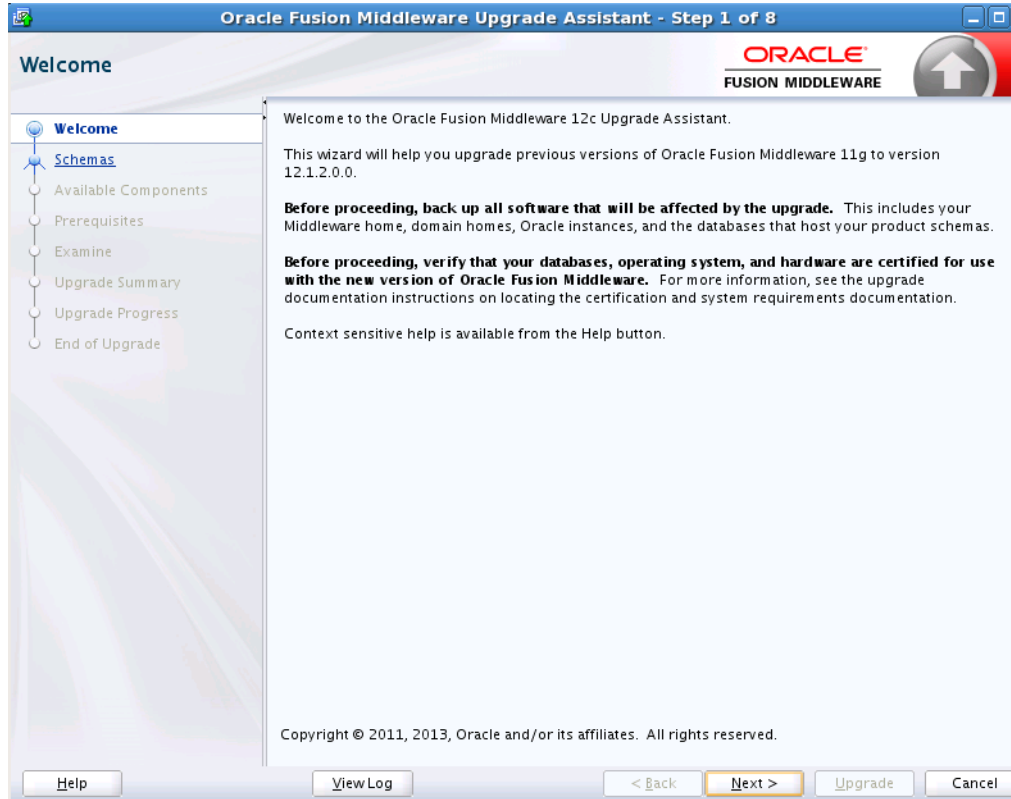 Oracle Fusion Middleware Upgrade Assistant - Step 1 of 8
Welcome
ORACLE
FUSION MIDDLEWARE
Welcome
Schemas
Available Components
Prerequisites
Examine
Upgrade Summary
Upgrade Progress
End of Upgrade
Welcome to the Oracle Fusion Middleware 12c Upgrade Assistant.
This wizard will help you upgrade previous versions of Oracle Fusion Middleware 11g to version
12.1.2.0.0.
Before proceeding, back up all software that will be affected by the upgrade. This includes your
Middleware home, domain homes, Oracle instances, and the databases that host your product schemas.
Before proceeding, verify that your databases, operating system, and hardware are certified for use
with the new version of Oracle Fusion Middleware. For more information, see the upgrade
documentation instructions on locating the certification and system requirements documentation.
Context sensitive help is available from the Help button.
Copyright © 2011, 2013, Oracle and/or its affiliates. All rights reserved.
Help
View Log
< Back
Next >
Upgrade
Cancel